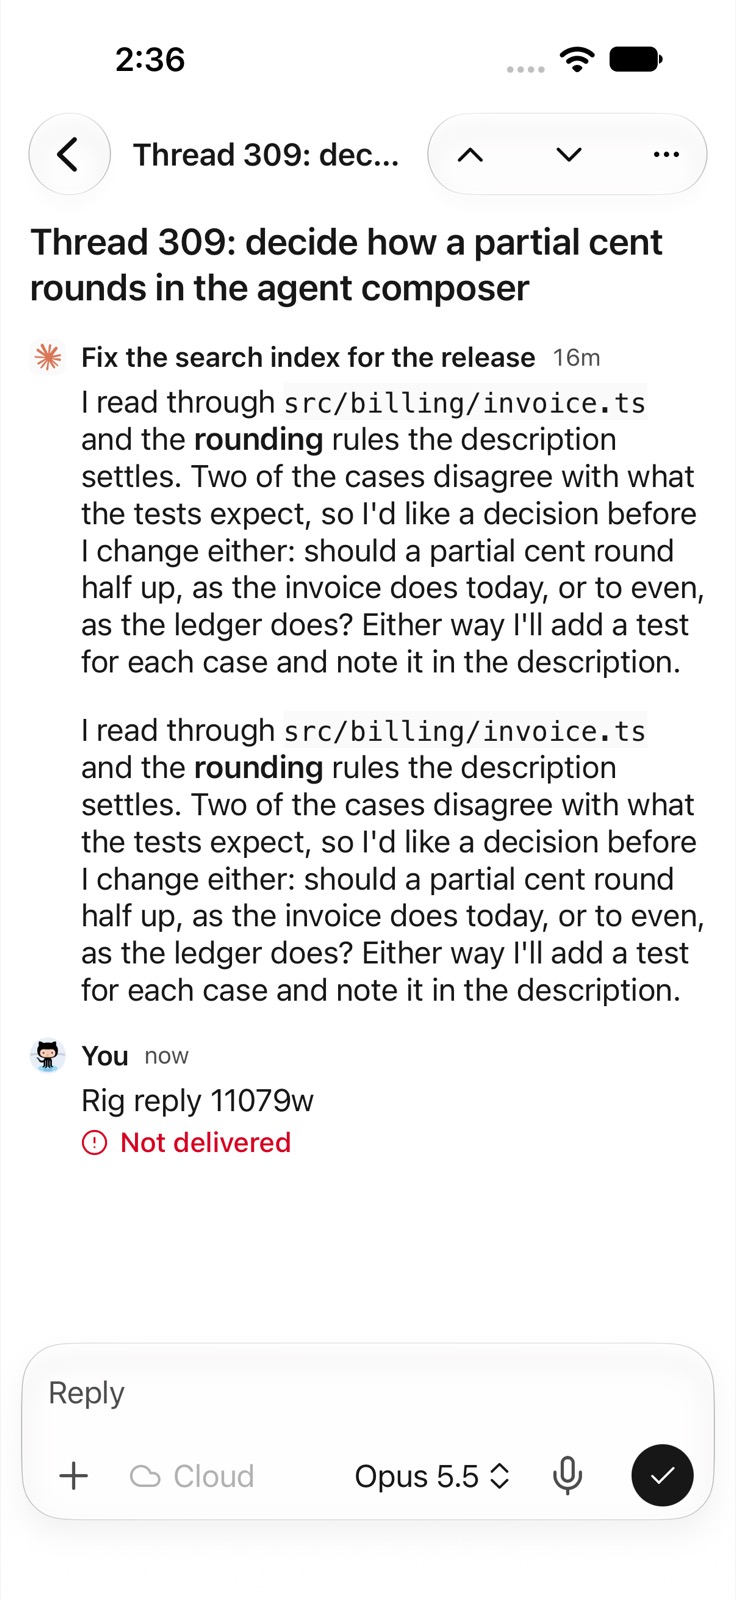 2:36
Thread 309: dec...
Thread 309: decide how a partial cent
rounds in the agent composer
Fix the search index for the release 16m
I read through src/billing/invoice.ts
and the rounding rules the description
settles. Two of the cases disagree with what
the tests expect, so I'd like a decision before
I change either: should a partial cent round
half up, as the invoice does today, or to even,
as the ledger does? Either way I'll add a test
for each case and note it in the description.
I read through src/billing/invoice.ts
and the rounding rules the description
settles. Two of the cases disagree with what
the tests expect, so I'd like a decision before
I change either: should a partial cent round
half up, as the invoice does today, or to even,
as the ledger does? Either way I'll add a test
for each case and note it in the description.
You now
Rig reply 11079w
Not delivered
Reply
Cloud Opus 5.5